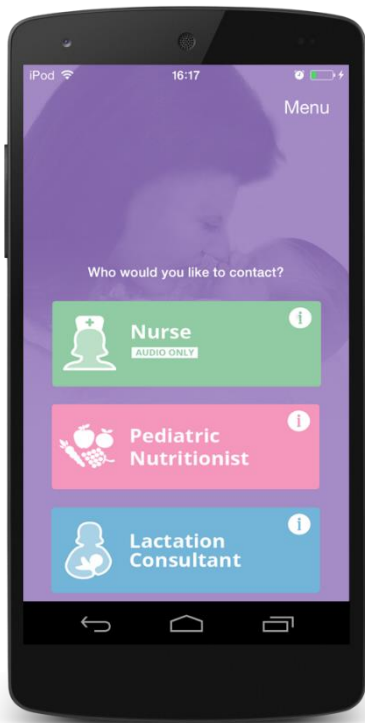 iPod 16:17
Menu
Who would you like to contact?
Nurse
AUDIO ONLY
Pediatric
Nutritionist
Lactation
Consultant